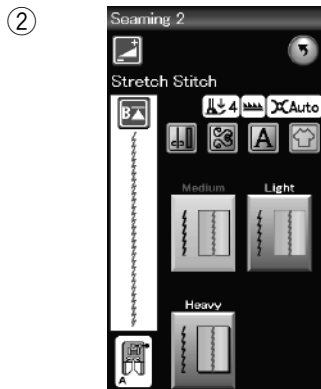 ②
Seaming 2
Stretch Stitch
B
4 Auto
A
Medium Light
Heavy
A